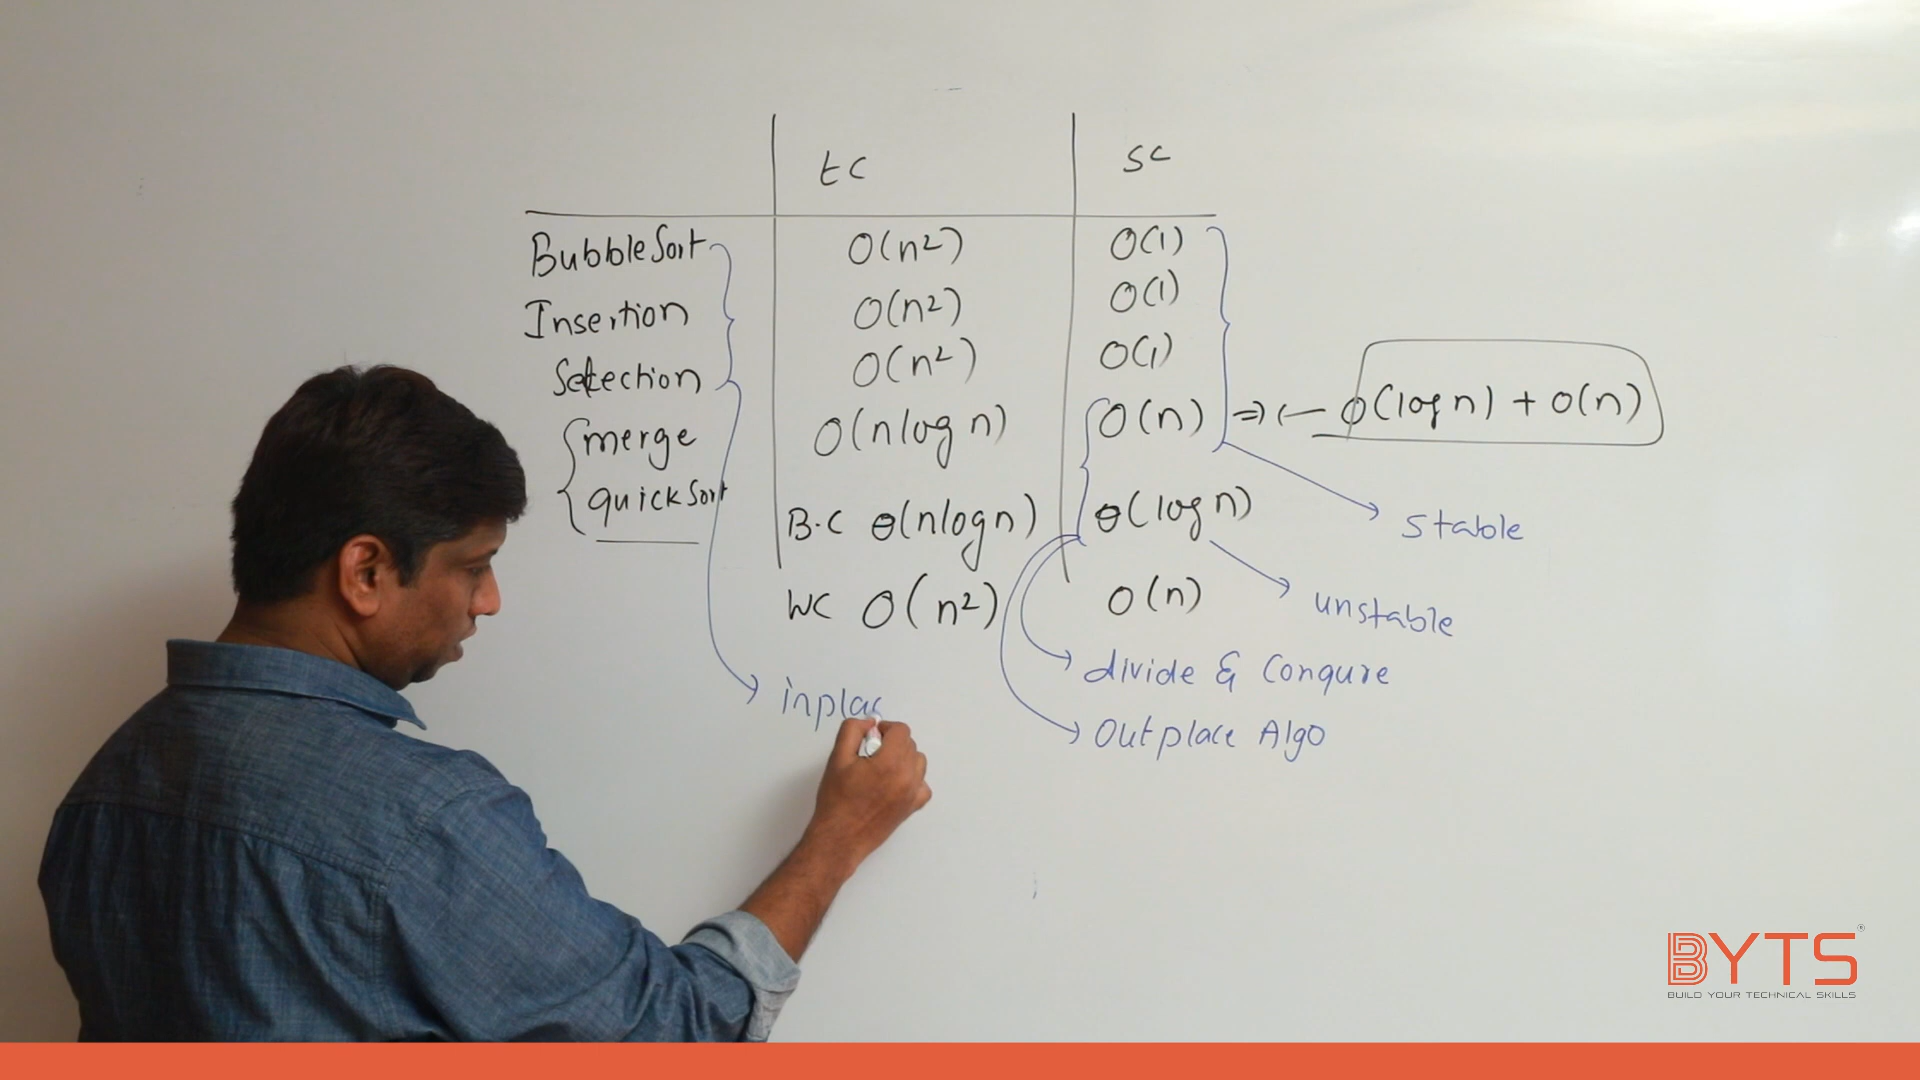 tc sc
BubbleSort O(n²) O(1)
Insertion O(n²) O(1)
Selection O(n²) O(1)
merge O(nlogn) O(n) ⇒ ← O(logn) + O(n)
quickSort B.C θ(nlogn) θ(logn)
WC O(n²) O(n)
stable
unstable
divide & Conqure
inplac
Outplace Algo
BYTS®
BUILD YOUR TECHNICAL SKILLS